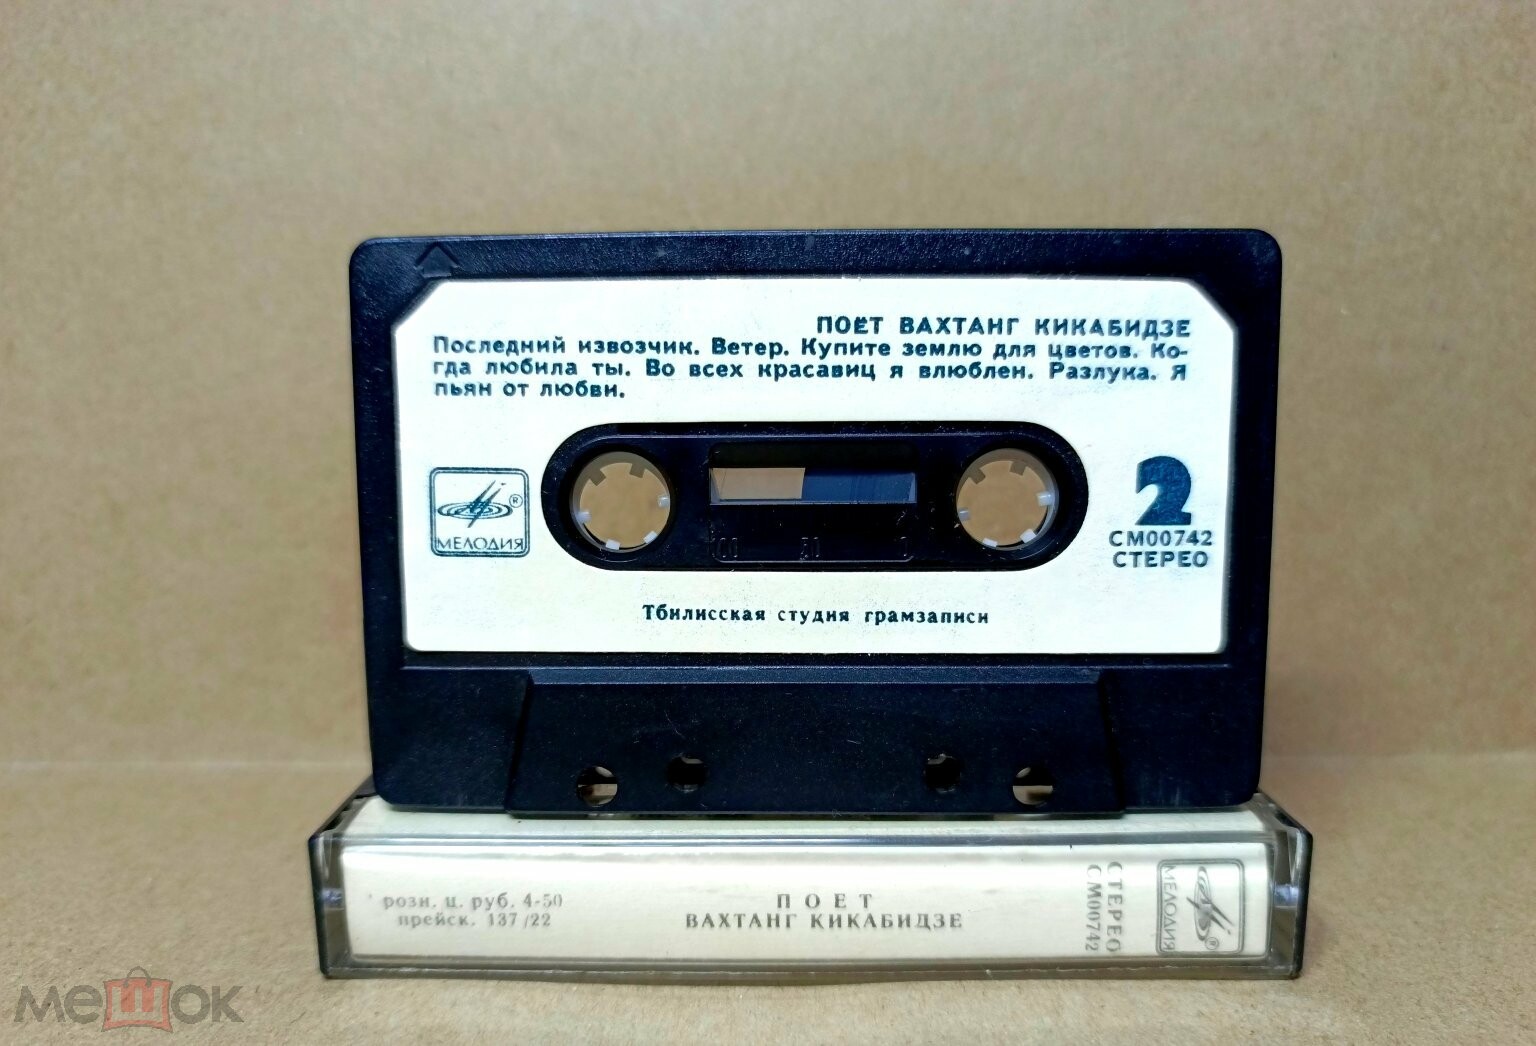 ПОЁТ ВАХТАНГ КИКАБИДЗЕ
Последний извозчик. Ветер. Купите землю для цветов. Ко-
гда любила ты. Во всех красавиц я влюблен. Разлука. Я
пьян от любви.
МЕЛОДИЯ ®
2
СМ00742
СТЕРЕО
Тбилисская студия грамзаписи
розн. ц. руб. 4-50
прейск. 137/22
ПОЕТ
ВАХТАНГ КИКАБИДЗЕ
СТЕРЕО
СМ00742
МЕЛОДИЯ ®
мешок